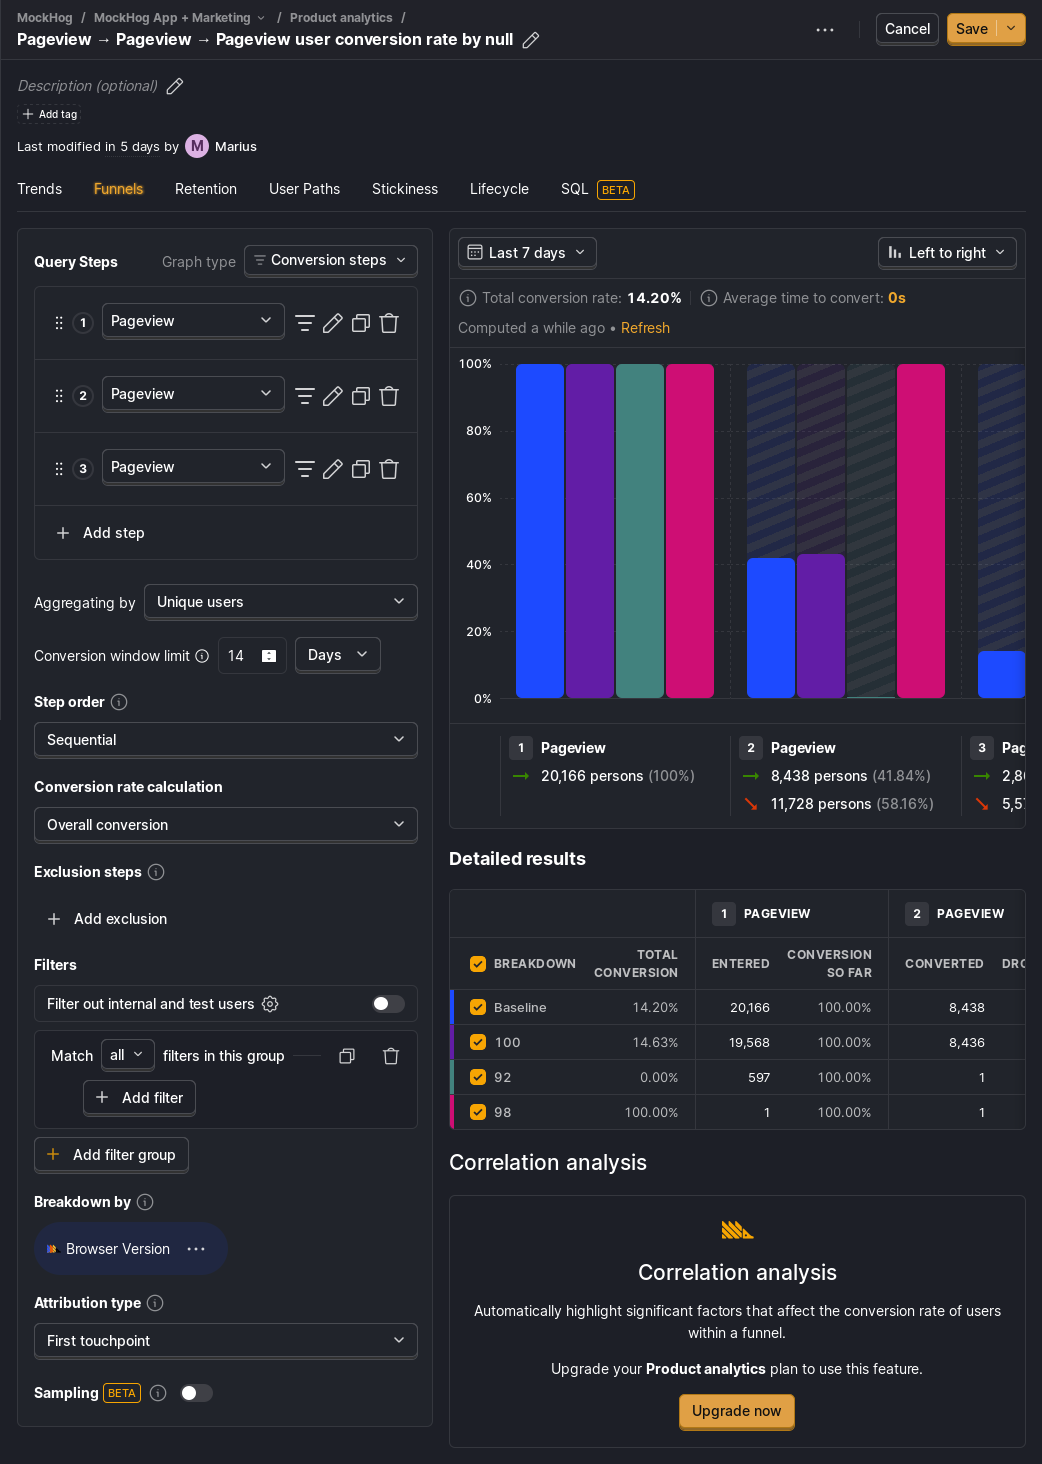 MockHog / MockHog App + Marketing / Product analytics /
Pageview → Pageview → Pageview user conversion rate by null
Cancel
Save
Description (optional)
Add tag
Last modified in 5 days by M Marius
Trends Funnels Retention User Paths Stickiness Lifecycle SQL BETA
Query Steps
Graph type Conversion steps
1 Pageview
2 Pageview
3 Pageview
Add step
Aggregating by Unique users
Conversion window limit 14 Days
Step order
Sequential
Conversion rate calculation
Overall conversion
Exclusion steps
Add exclusion
Filters
Filter out internal and test users
Match all filters in this group
Add filter
Add filter group
Breakdown by
Browser Version
Attribution type
First touchpoint
Sampling BETA
Last 7 days
Left to right
Total conversion rate: 14.20% Average time to convert: 0s
Computed a while ago • Refresh
100%
80%
60%
40%
20%
0%
1 Pageview
20,166 persons (100%)
2 Pageview
8,438 persons (41.84%)
11,728 persons (58.16%)
3 Pag
2,8
5,57
Detailed results
1 PAGEVIEW 2 PAGEVIEW
BREAKDOWN TOTAL CONVERSION ENTERED CONVERSION SO FAR CONVERTED DRO
Baseline 14.20% 20,166 100.00% 8,438
100 14.63% 19,568 100.00% 8,436
92 0.00% 597 100.00% 1
98 100.00% 1 100.00% 1
Correlation analysis
Correlation analysis
Automatically highlight significant factors that affect the conversion rate of users
within a funnel.
Upgrade your Product analytics plan to use this feature.
Upgrade now